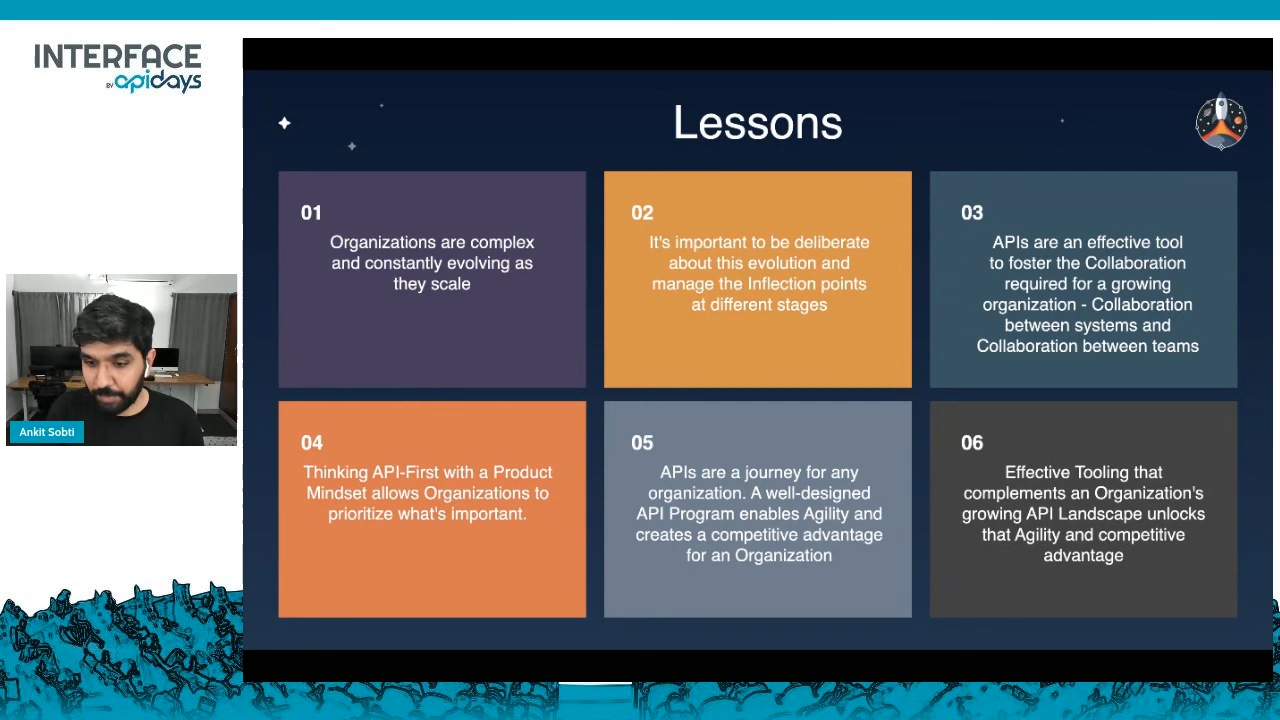 INTERFACE
BY apidays
Lessons
01
Organizations are complex
and constantly evolving as
they scale
02
It's important to be deliberate
about this evolution and
manage the Inflection points
at different stages
03
APIs are an effective tool
to foster the Collaboration
required for a growing
organization - Collaboration
between systems and
Collaboration between teams
Ankit Sobti
04
Thinking API-First with a Product
Mindset allows Organizations to
prioritize what's important.
05
APIs are a journey for any
organization. A well-designed
API Program enables Agility and
creates a competitive advantage
for an Organization
06
Effective Tooling that
complements an Organization's
growing API Landscape unlocks
that Agility and competitive
advantage